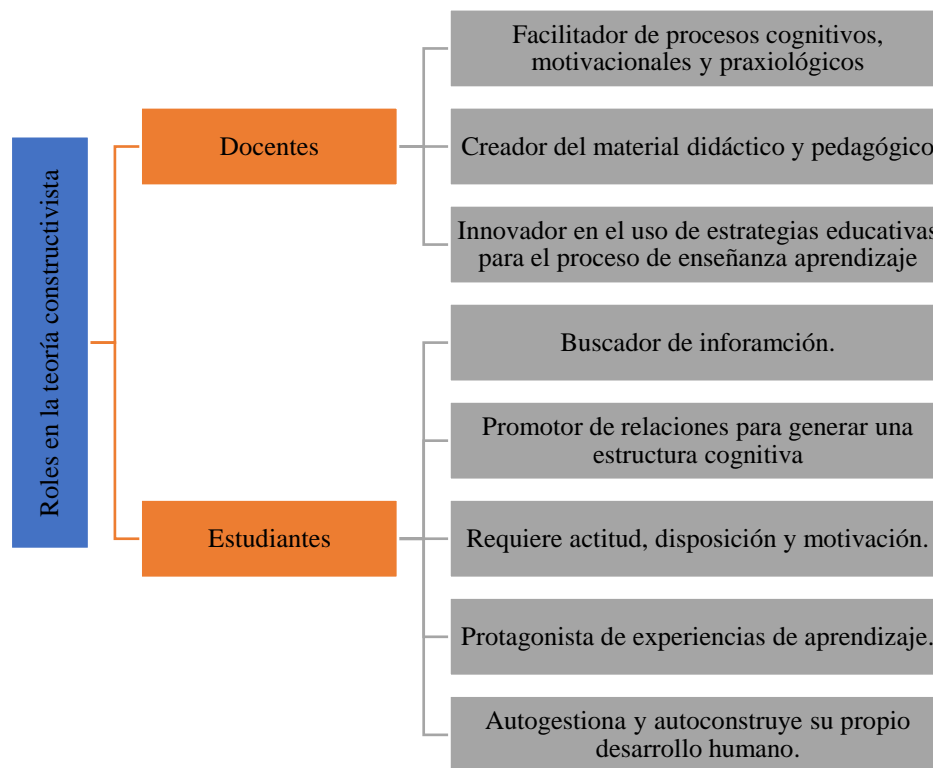 Roles en la teoría constructivista
Docentes
Facilitador de procesos cognitivos,
motivacionales y praxiológicos
Creador del material didáctico y pedagógico
Innovador en el uso de estrategias educativas
para el proceso de enseñanza aprendizaje
Estudiantes
Buscador de inforamción.
Promotor de relaciones para generar una
estructura cognitiva
Requiere actitud, disposición y motivación.
Protagonista de experiencias de aprendizaje.
Autogestiona y autoconstruye su propio
desarrollo humano.